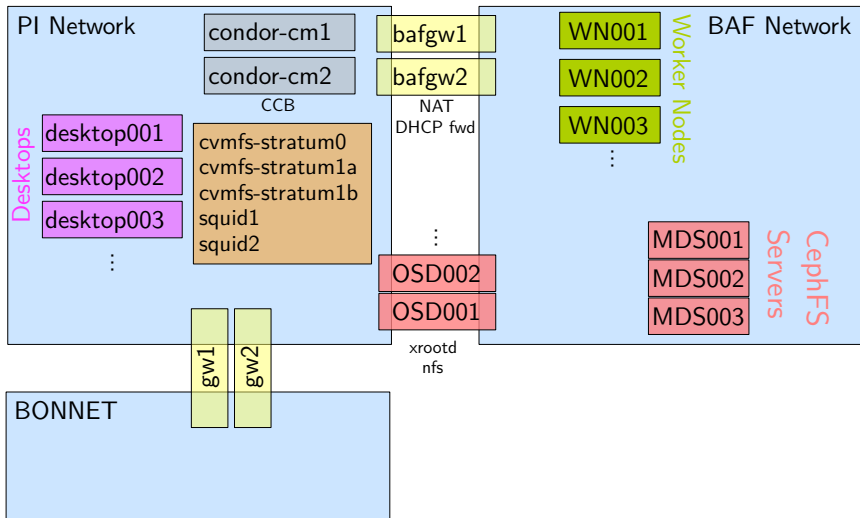 PI Network
condor-cm1
condor-cm2
CCB
bafgw1
bafgw2
NAT
DHCP fwd
BAF Network
WN001
WN002
WN003
...
Worker Nodes
Desktops
desktop001
desktop002
desktop003
...
cvmfs-stratum0
cvmfs-stratum1a
cvmfs-stratum1b
squid1
squid2
...
OSD002
OSD001
xrootd
nfs
MDS001
MDS002
MDS003
CephFS
Servers
gw1
gw2
BONNET